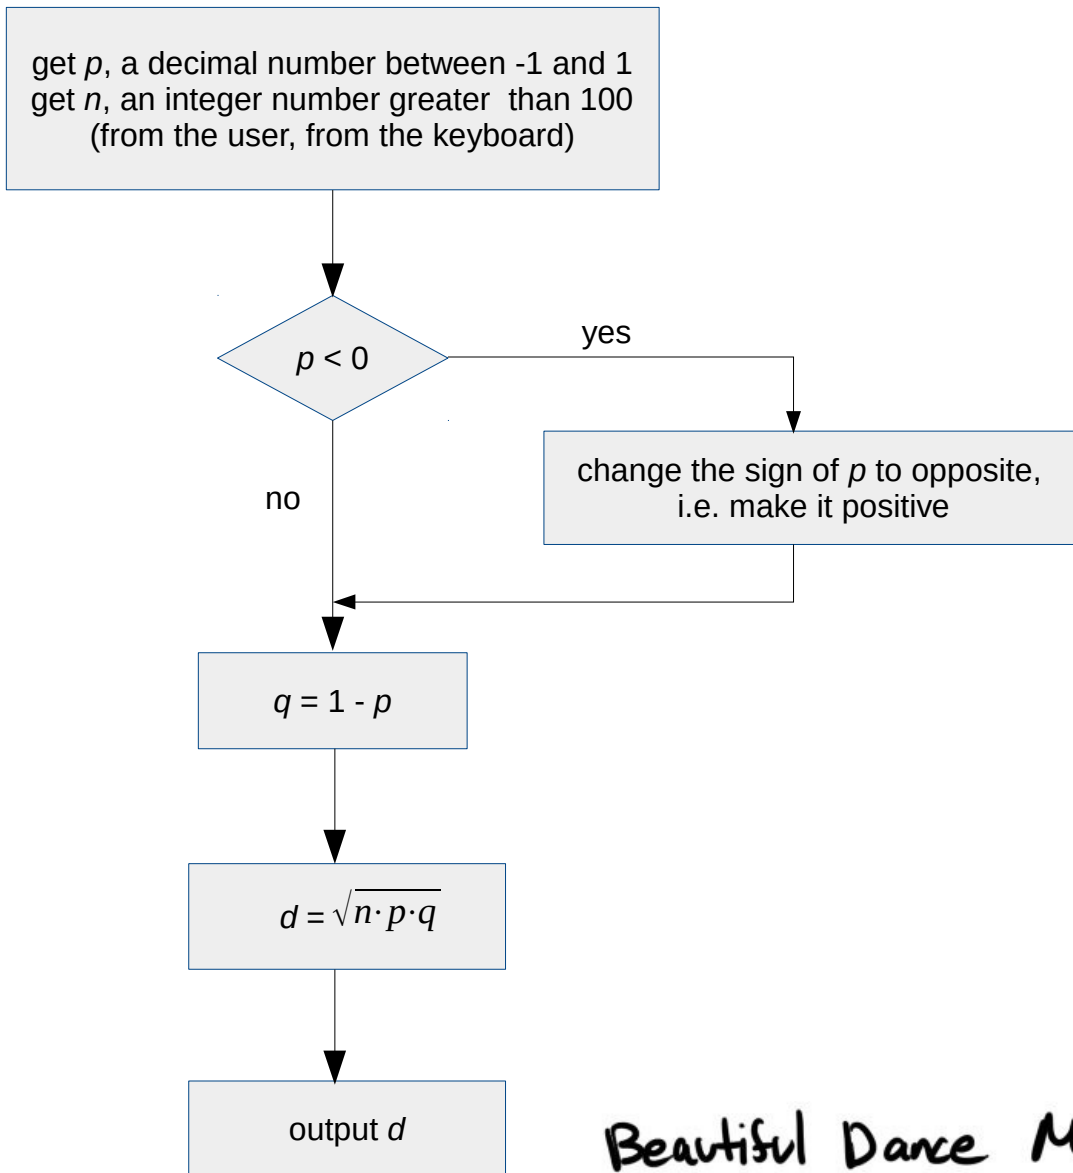 get p, a decimal number between -1 and 1
get n, an integer number greater than 100
(from the user, from the keyboard)
p < 0
yes
change the sign of p to opposite,
i.e. make it positive
no
q = 1 - p
d = √n·p·q
output d
Beautiful Dance